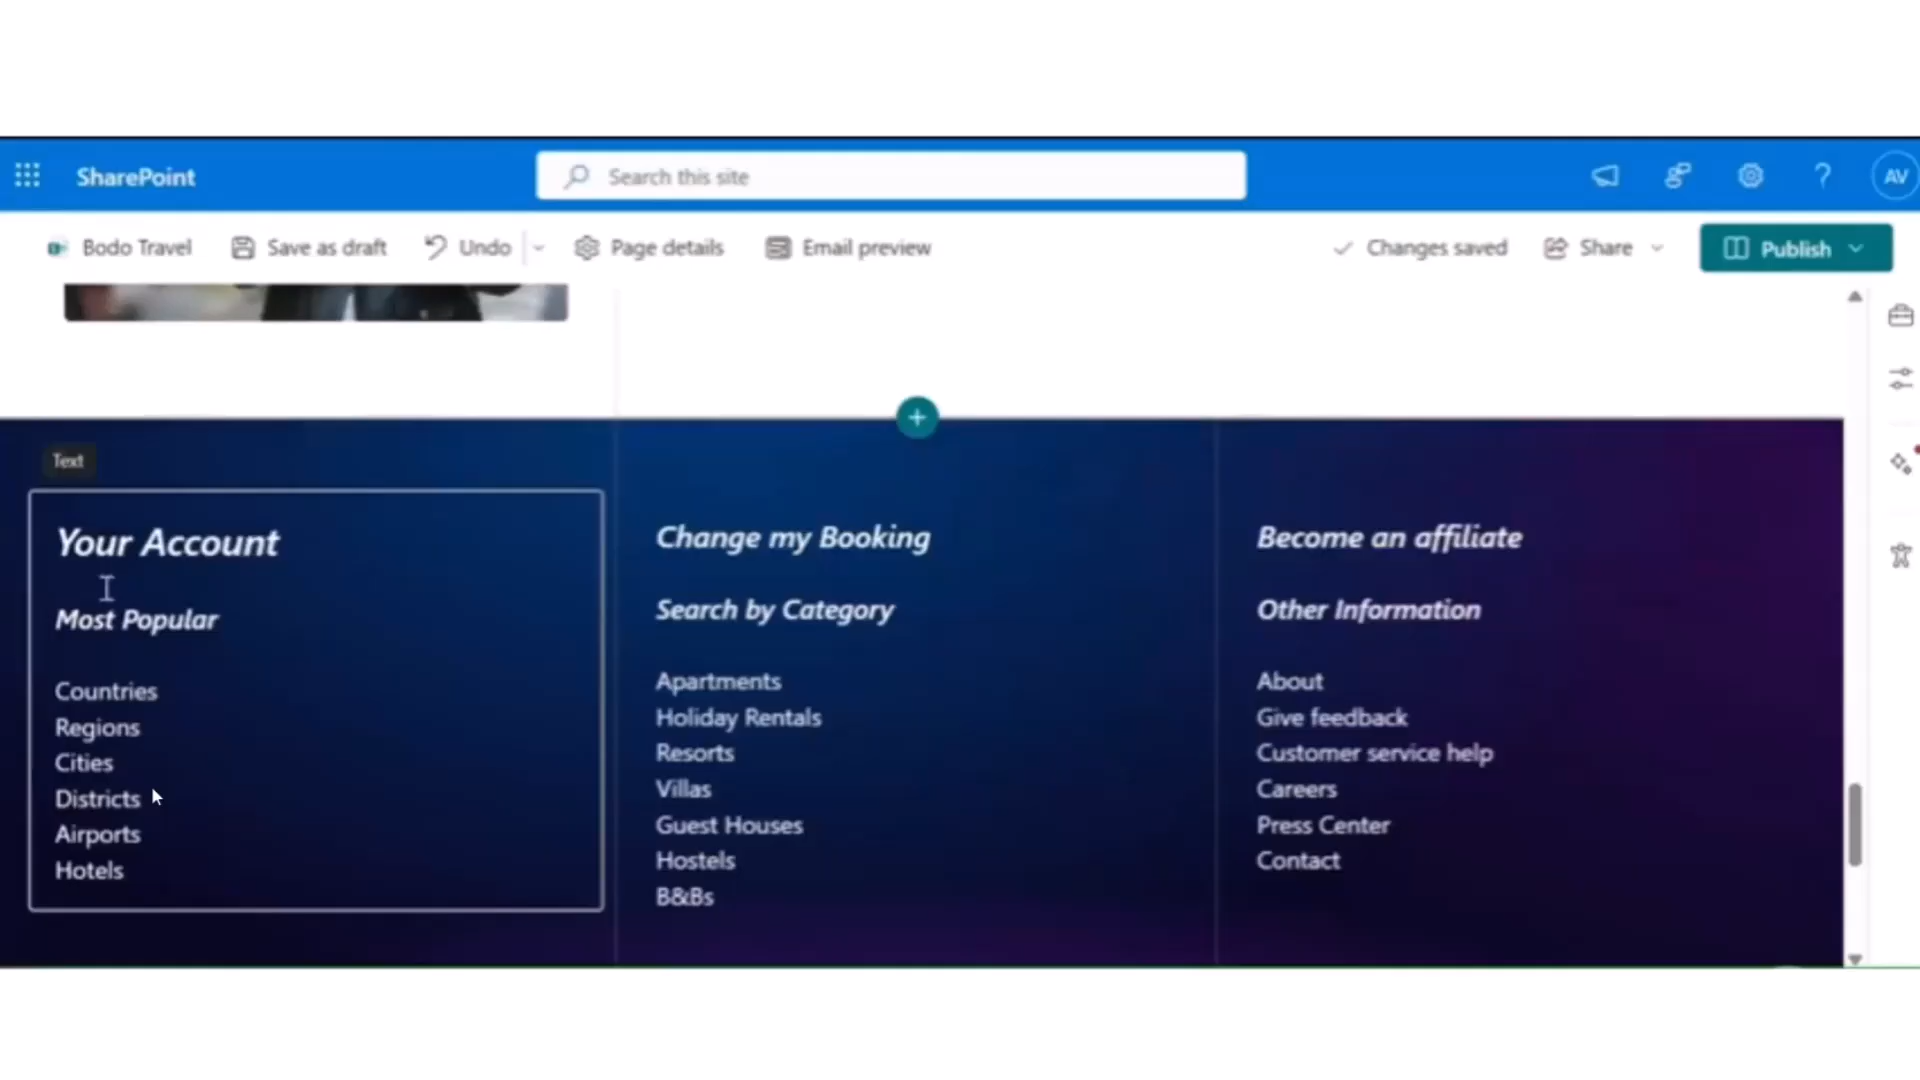 SharePoint
Search this site
AV
Bodo Travel
Save as draft
Undo
Page details
Email preview
Changes saved
Share
Publish
Text
Your Account
Most Popular
Countries
Regions
Cities
Districts
Airports
Hotels
Change my Booking
Search by Category
Apartments
Holiday Rentals
Resorts
Villas
Guest Houses
Hostels
B&Bs
Become an affiliate
Other Information
About
Give feedback
Customer service help
Careers
Press Center
Contact